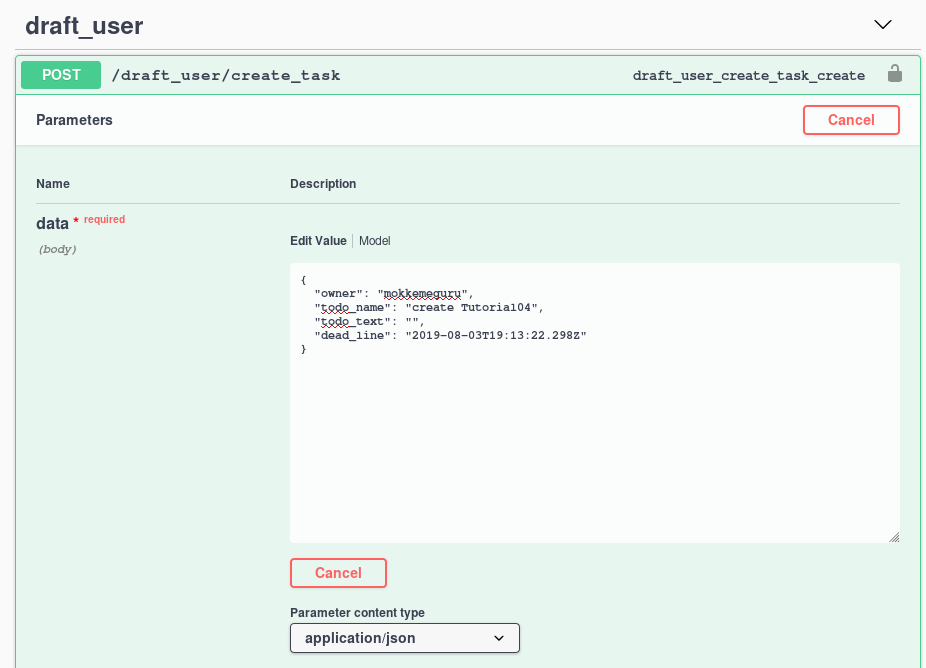 draft_user
POST /draft_user/create_task draft_user_create_task_create
Parameters Cancel
Name Description
data * required
(body)
Edit Value | Model
{
"owner": "mokkemeguru",
"todo_name": "create Tutorial04",
"todo_text": "",
"dead_line": "2019-08-03T19:13:22.298Z"
}
Cancel
Parameter content type
application/json